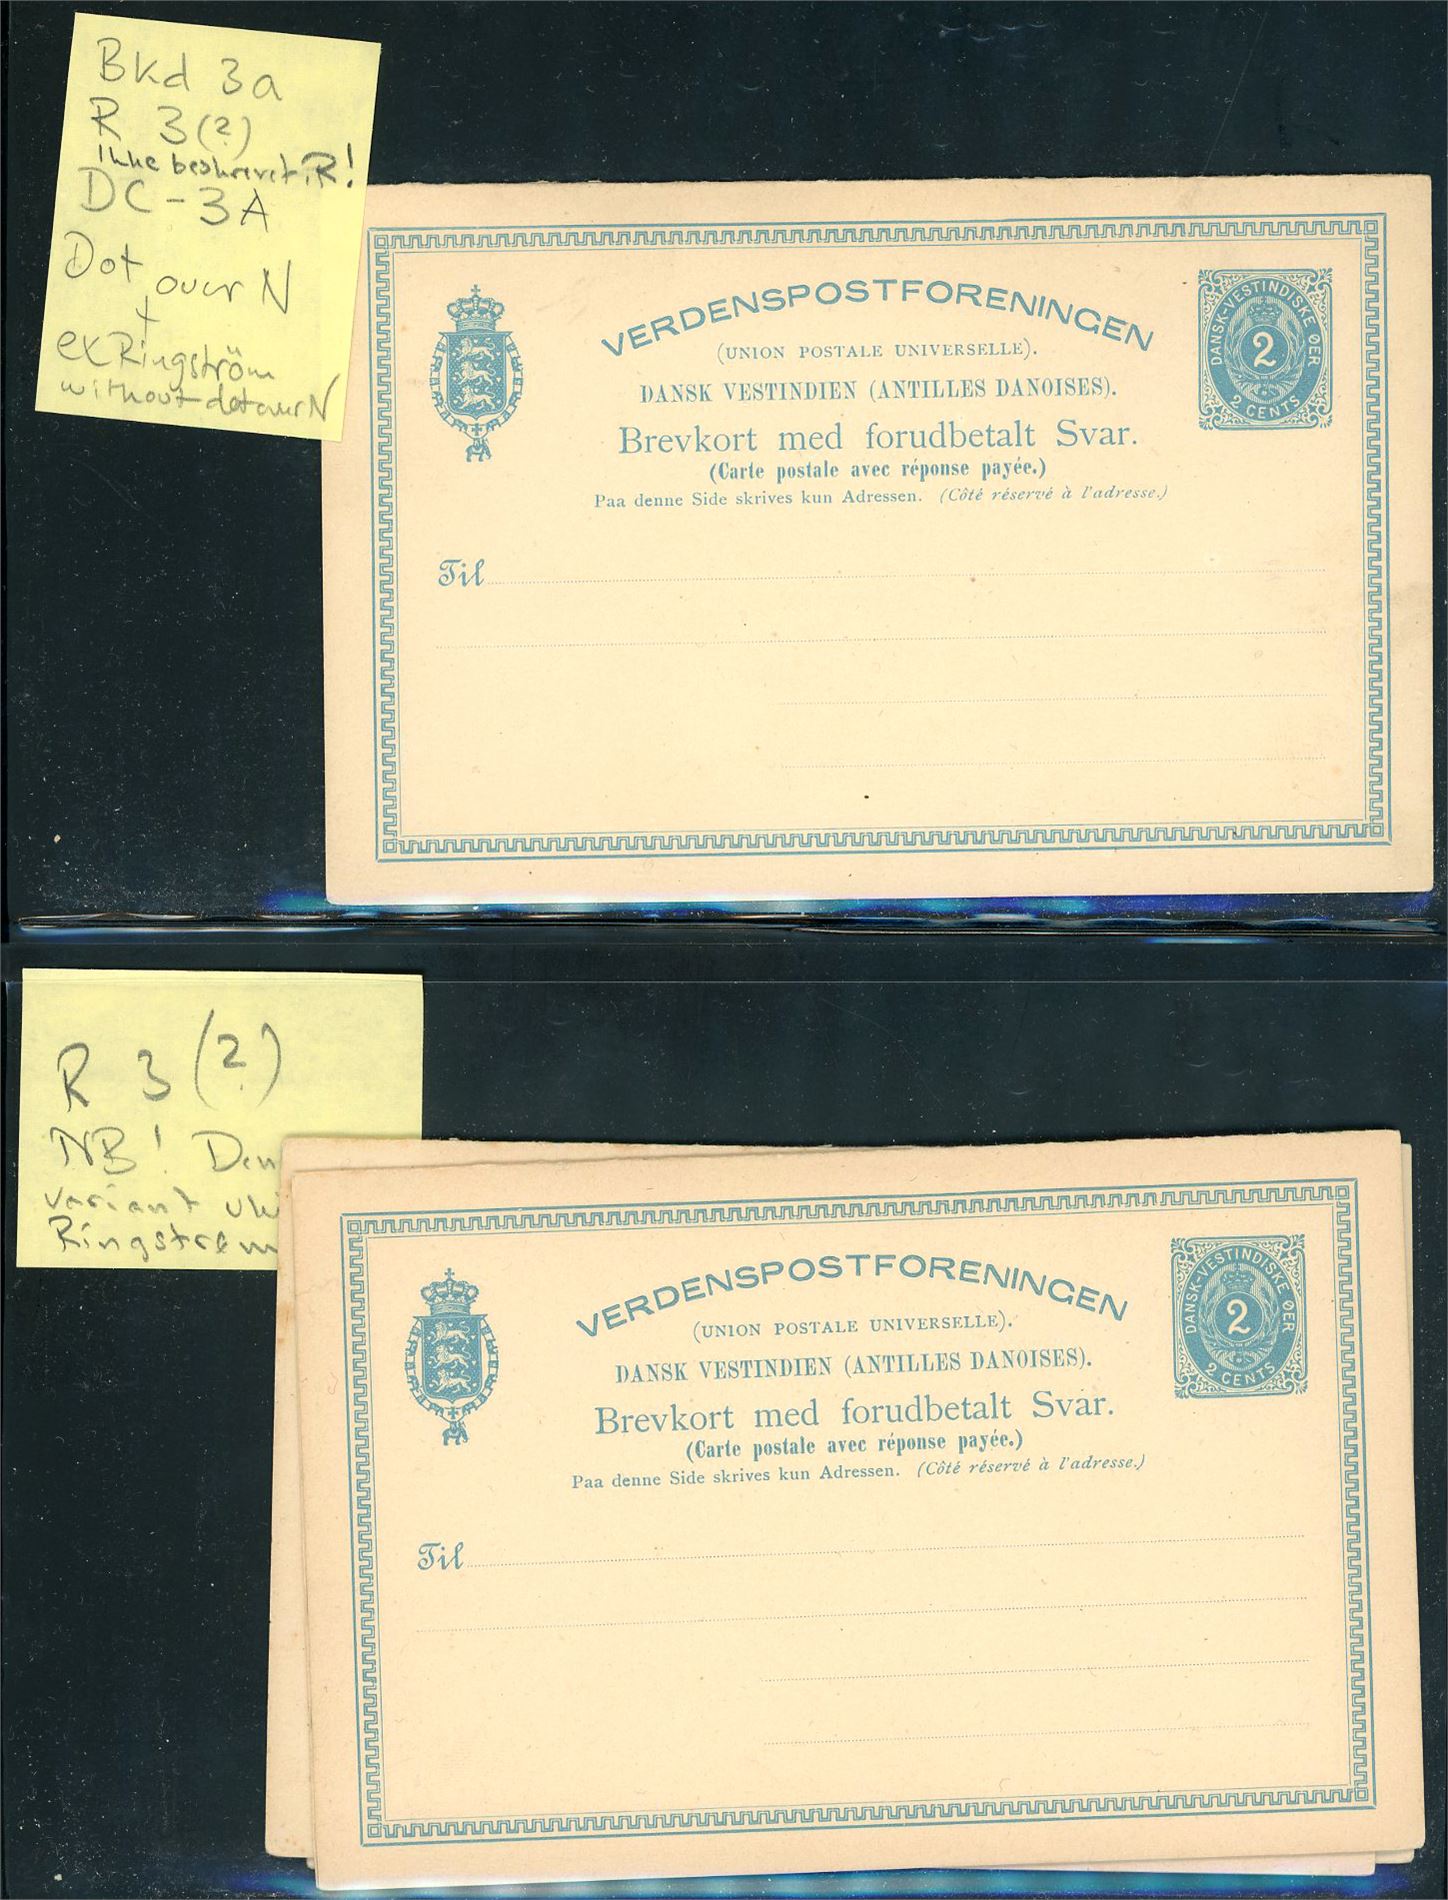 Bkd 3a
R 3(?)
Ikke beskrevet i R!
DC-3A
Dot over N
+
ex Ringström
without dot over N
VERDENSPOSTFORENINGEN
(UNION POSTALE UNIVERSELLE).
DANSK VESTINDIEN (ANTILLES DANOISES).
Brevkort med forudbetalt Svar.
(Carte postale avec réponse payée.)
Paa denne Side skrives kun Adressen. (Côté réservé à l'adresse.)
Til
DANSK-VESTINDISKE ØER
2
2 CENTS
R 3 (?)
NB! Den
variant
Ringstrøm
VERDENSPOSTFORENINGEN
(UNION POSTALE UNIVERSELLE).
DANSK VESTINDIEN (ANTILLES DANOISES).
Brevkort med forudbetalt Svar.
(Carte postale avec réponse payée.)
Paa denne Side skrives kun Adressen. (Côté réservé à l'adresse.)
Til
DANSK-VESTINDISKE ØER
2
2 CENTS